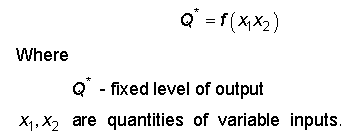 Q* = f(x₁x₂)
Where
Q* - fixed level of output
x₁,x₂ are quantities of variable inputs.